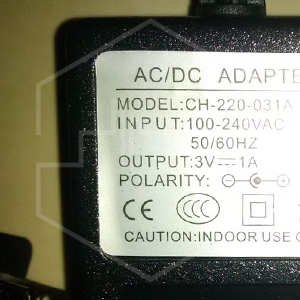 AC/DC ADAPTE
MODEL:CH-220-031A
INPUT:100-240VAC
50/60HZ
OUTPUT:3V⎓1A
POLARITY:
CE CCC
CAUTION:INDOOR USE O